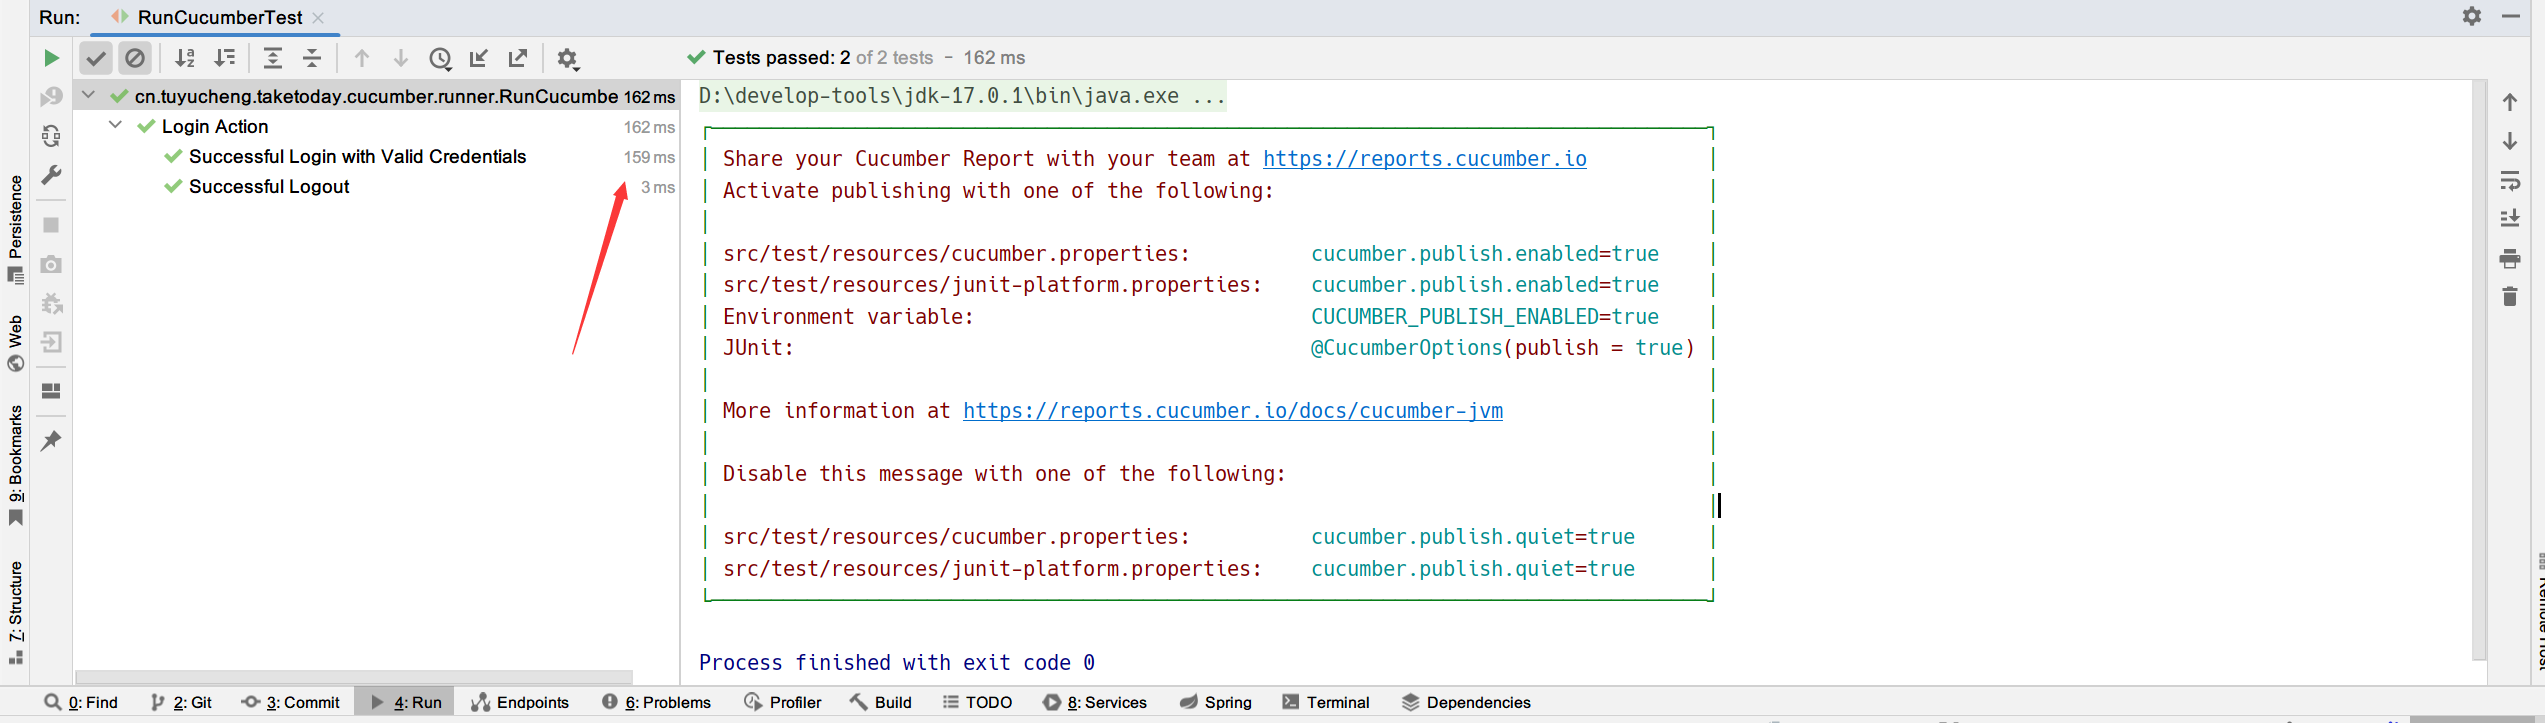 Run: RunCucumberTest
Tests passed: 2 of 2 tests – 162 ms
cn.tuyucheng.taketoday.cucumber.runner.RunCucumbe 162 ms
Login Action 162 ms
Successful Login with Valid Credentials 159 ms
Successful Logout 3 ms
D:\develop-tools\jdk-17.0.1\bin\java.exe ...
Share your Cucumber Report with your team at https://reports.cucumber.io
Activate publishing with one of the following:
src/test/resources/cucumber.properties: cucumber.publish.enabled=true
src/test/resources/junit-platform.properties: cucumber.publish.enabled=true
Environment variable: CUCUMBER_PUBLISH_ENABLED=true
JUnit: @CucumberOptions(publish = true)
More information at https://reports.cucumber.io/docs/cucumber-jvm
Disable this message with one of the following:
src/test/resources/cucumber.properties: cucumber.publish.quiet=true
src/test/resources/junit-platform.properties: cucumber.publish.quiet=true
Process finished with exit code 0
Persistence
Web
9: Bookmarks
7: Structure
0: Find 2: Git 3: Commit 4: Run Endpoints 6: Problems Profiler Build TODO 8: Services Spring Terminal Dependencies